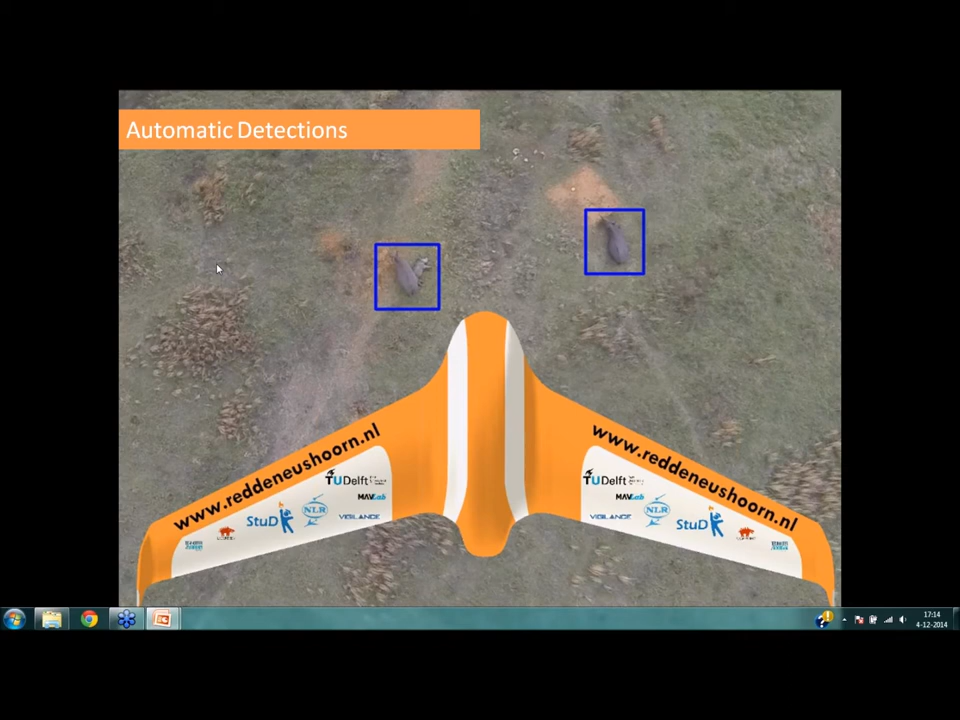 Automatic Detections
www.reddeneushoorn.nl
TUDelft
MAVLab
StuD
NLR
VIGILANCE
www.reddeneushoorn.nl
TUDelft
MAVLab
VIGILANCE
NLR
StuD
17:14
4-12-2014